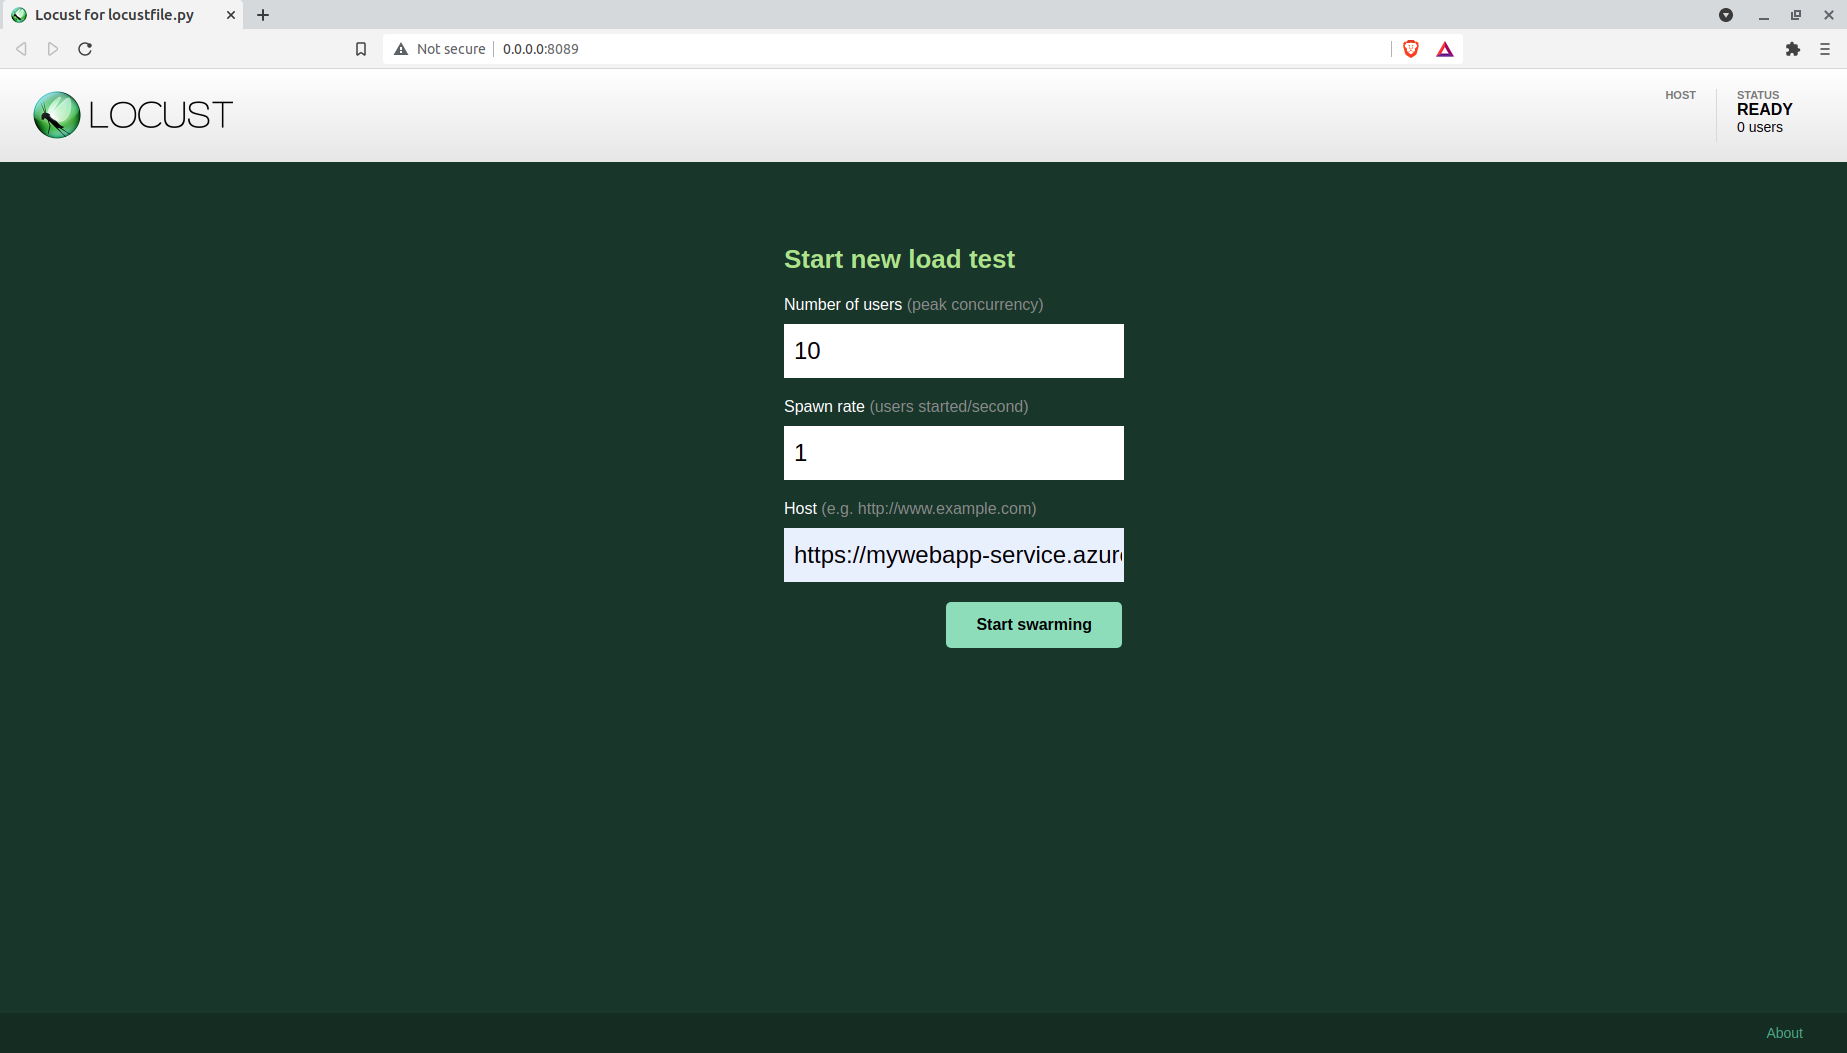 Locust for locustfile.py
Not secure 0.0.0.0:8089
LOCUST
HOST
STATUS
READY
0 users
Start new load test
Number of users (peak concurrency)
10
Spawn rate (users started/second)
1
Host (e.g. http://www.example.com)
https://mywebapp-service.azur
Start swarming
About